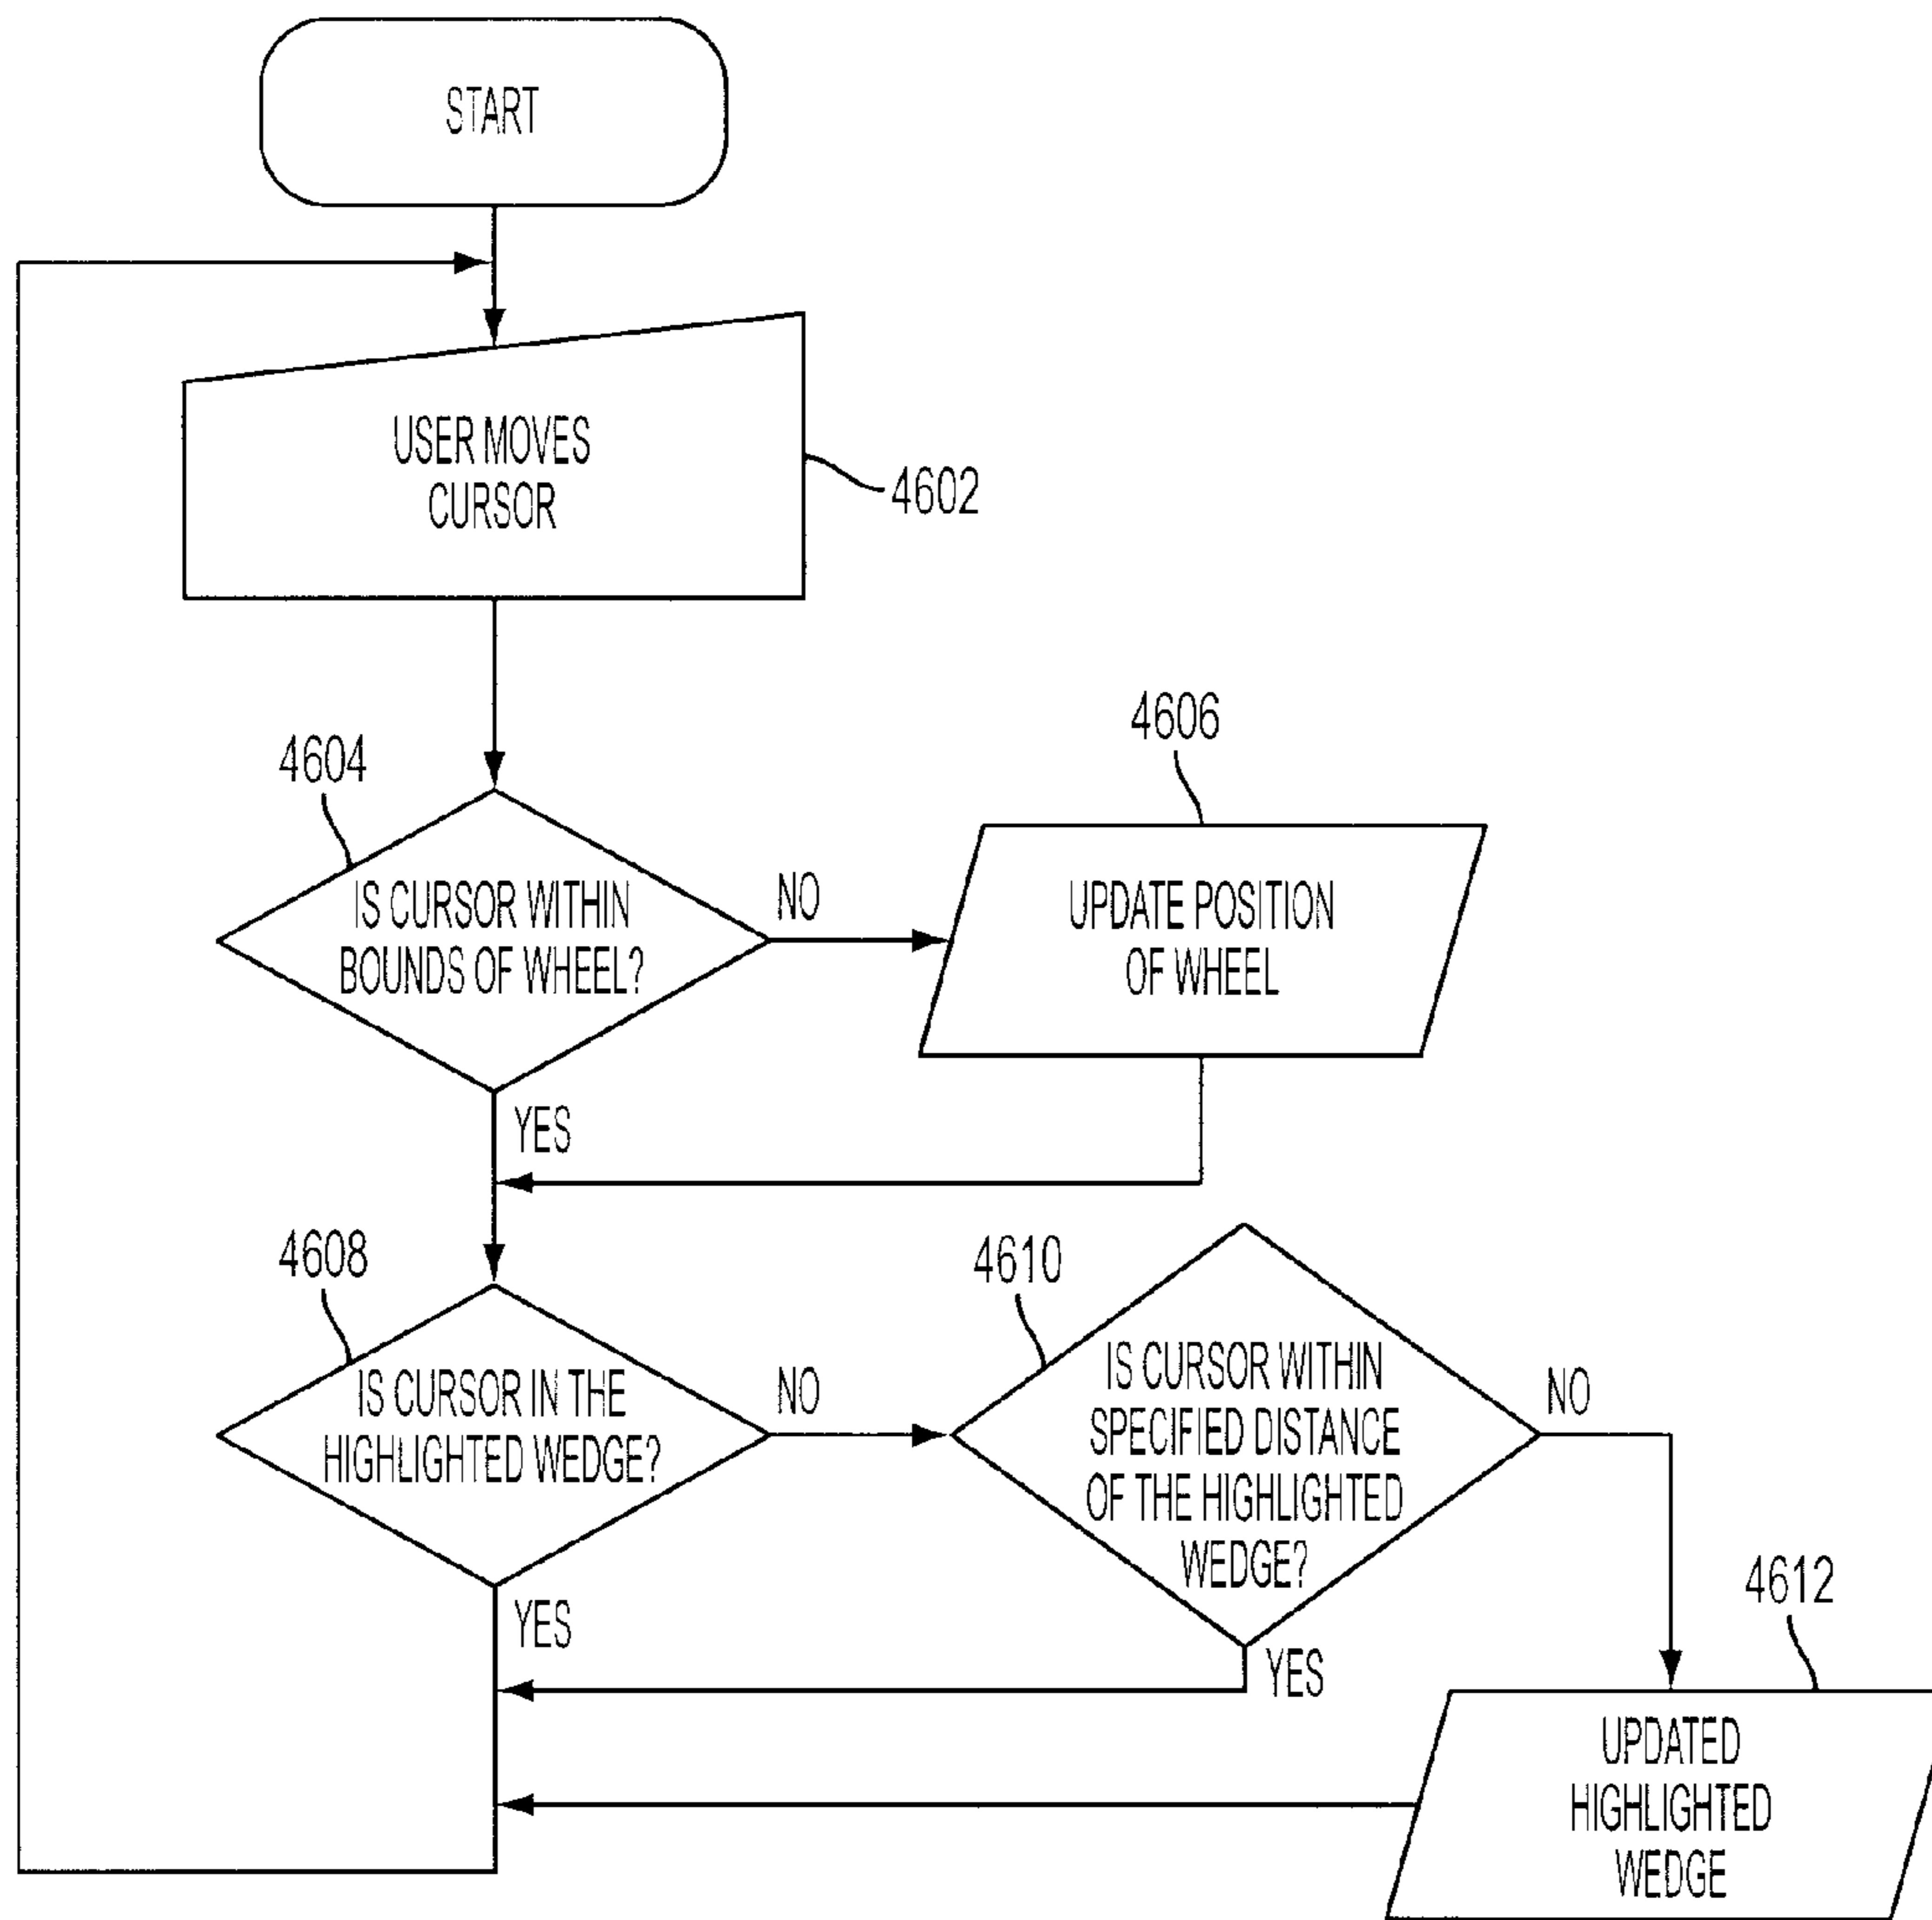 START
USER MOVES
CURSOR
4602
4604
IS CURSOR WITHIN
BOUNDS OF WHEEL?
NO
YES
4606
UPDATE POSITION
OF WHEEL
4608
IS CURSOR IN THE
HIGHLIGHTED WEDGE?
NO
YES
4610
IS CURSOR WITHIN
SPECIFIED DISTANCE
OF THE HIGHLIGHTED
WEDGE?
NO
YES
4612
UPDATED
HIGHLIGHTED
WEDGE